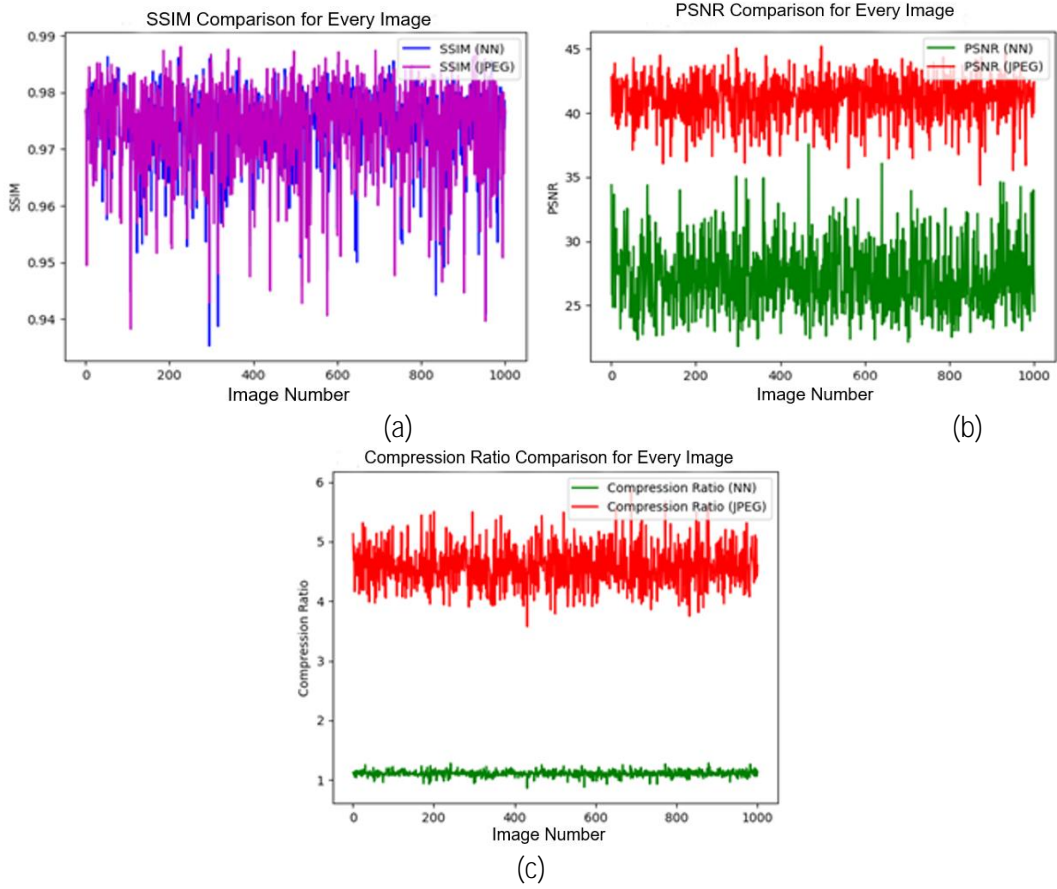 SSIM Comparison for Every Image
0.99
0.98
0.97
0.96
0.95
0.94
SSIM
SSIM (NN)
SSIM (JPEG)
0
200
400
600
800
1000
Image Number
(a)
PSNR Comparison for Every Image
45
40
35
30
25
PSNR
PSNR (NN)
PSNR (JPEG)
0
200
400
600
800
1000
Image Number
(b)
Compression Ratio Comparison for Every Image
6
5
4
3
2
1
Compression Ratio
Compression Ratio (NN)
Compression Ratio (JPEG)
0
200
400
600
800
1000
Image Number
(c)